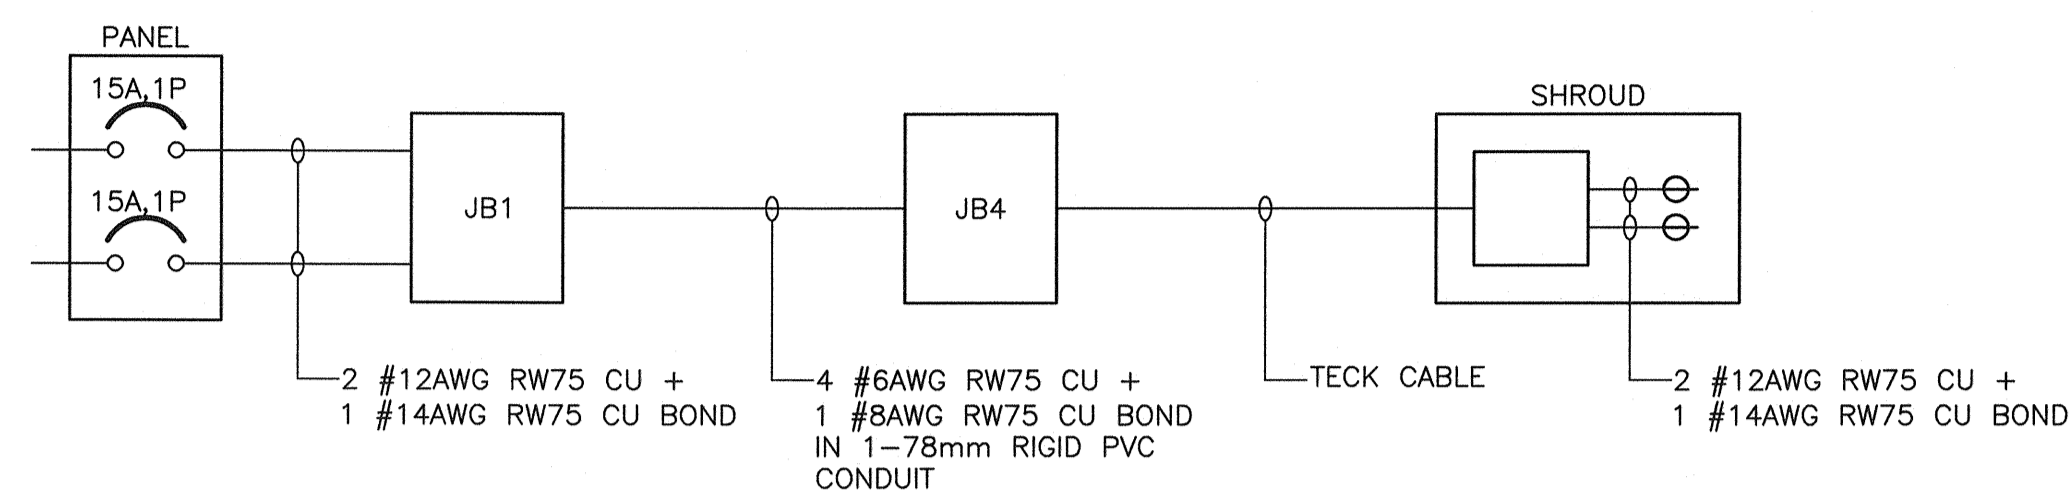 PANEL
15A,1P
15A,1P
JB1
JB4
SHROUD
2 #12AWG RW75 CU +
1 #14AWG RW75 CU BOND
4 #6AWG RW75 CU +
1 #8AWG RW75 CU BOND
IN 1-78mm RIGID PVC
CONDUIT
TECK CABLE
2 #12AWG RW75 CU +
1 #14AWG RW75 CU BOND